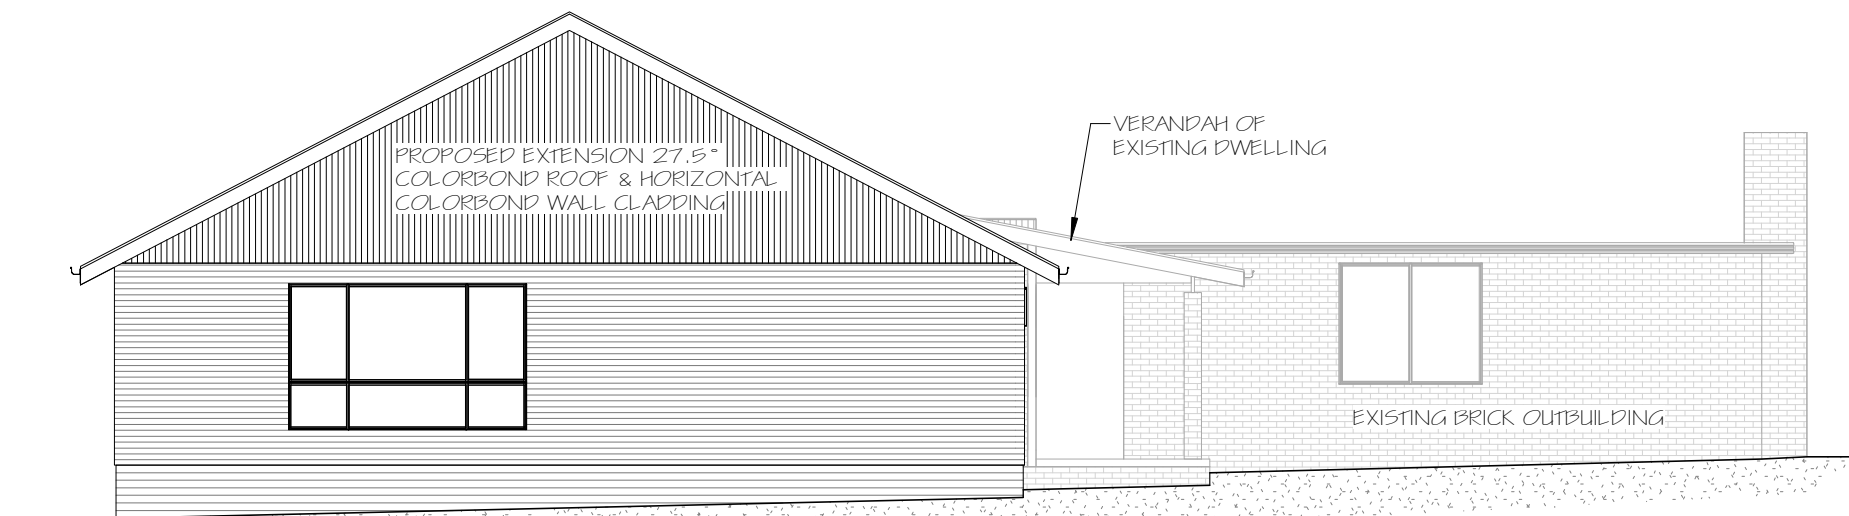 PROPOSED EXTENSION 27.5°
COLORBOND ROOF & HORIZONTAL
COLORBOND WALL CLADDING
VERANDAH OF
EXISTING DWELLING
EXISTING BRICK OUTBUILDING